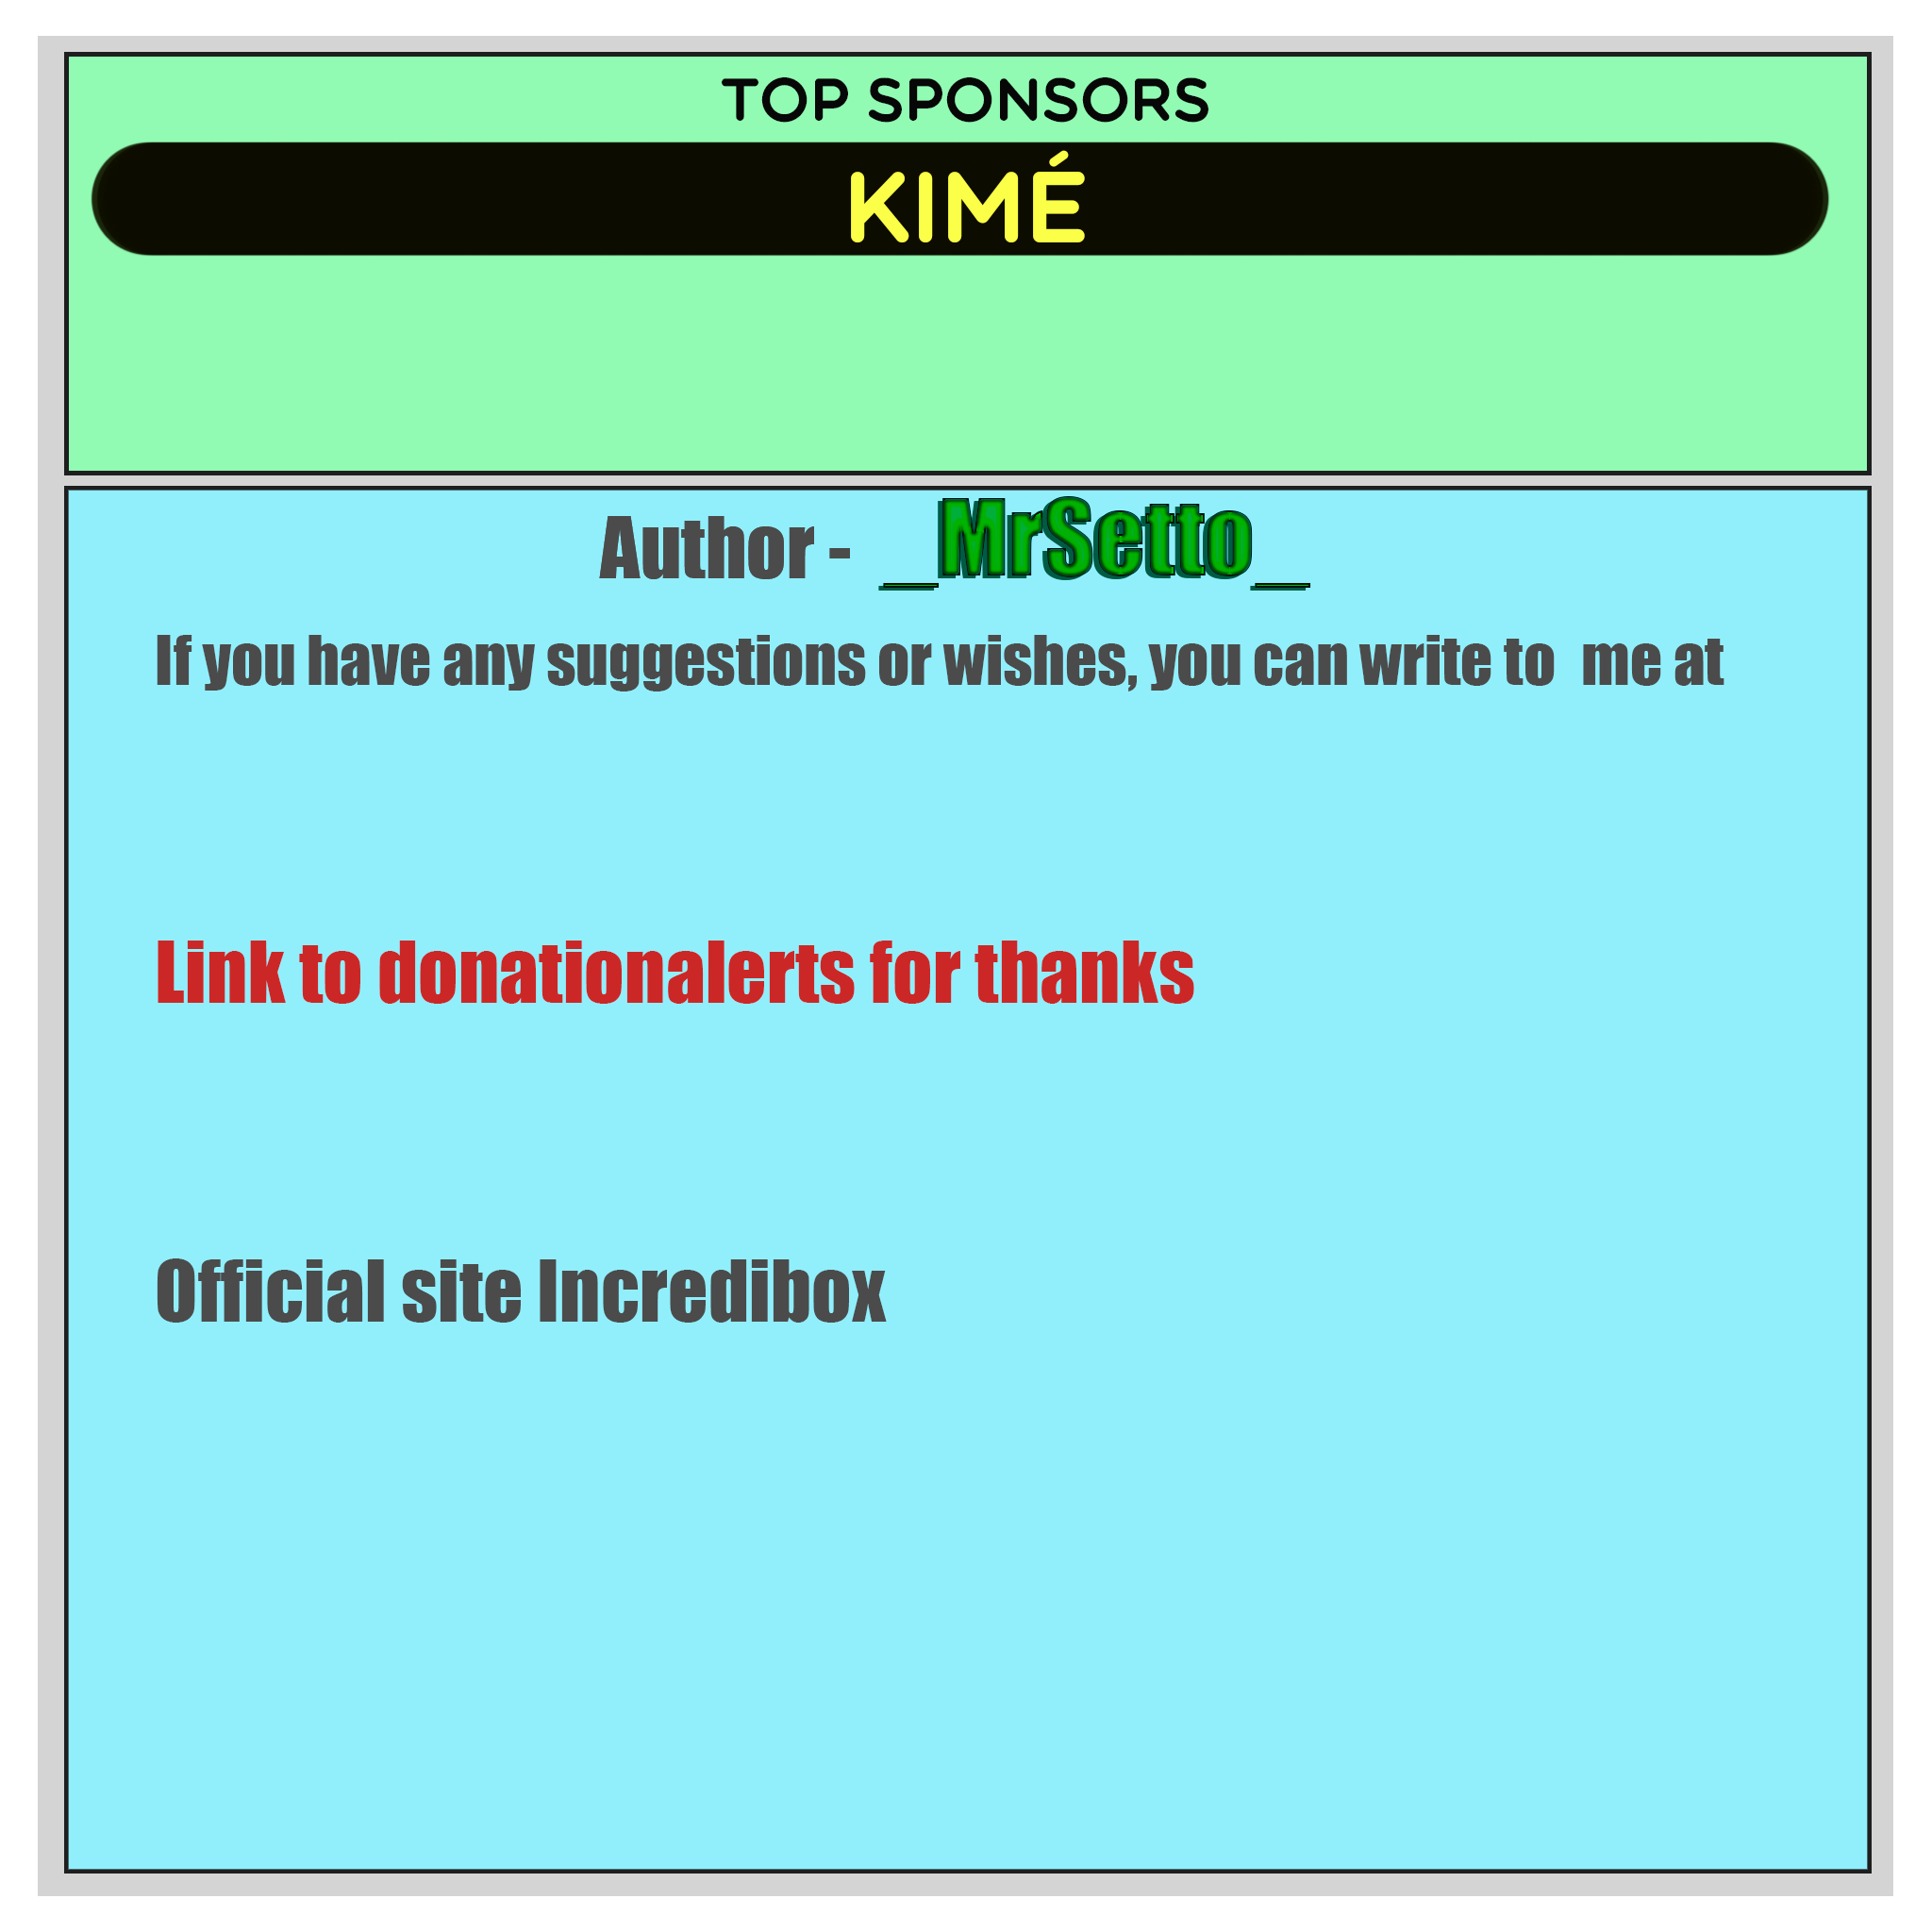 TOP SPONSORS
KIMÉ
Author - __MrSetto__
If you have any suggestions or wishes, you can write to  me at
Link to donationalerts for thanks
Official site Incredibox